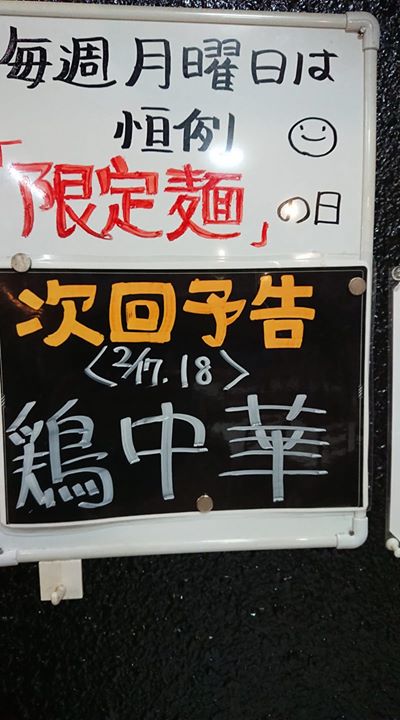 毎週月曜日は
恒例
「限定麺」の日
次回予告
〈2/17.18〉
鶏中華